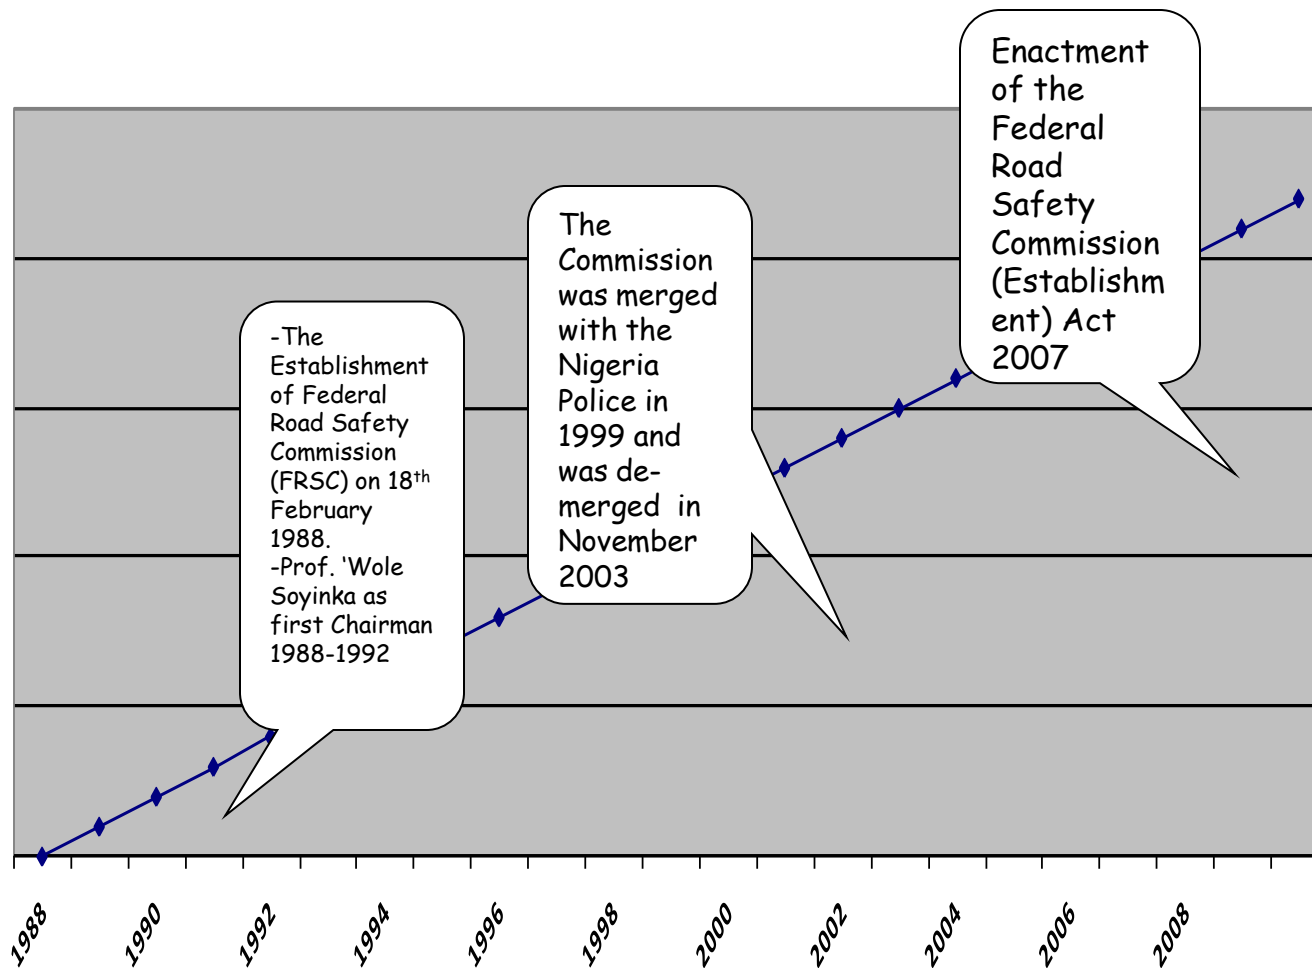 -The
Establishment
of Federal
Road Safety
Commission
(FRSC) on 18th
February
1988.
-Prof. ‘Wole
Soyinka as
first Chairman
1988-1992
The
Commission
was merged
with the
Nigeria
Police in
1999 and
was de-
merged in
November
2003
Enactment
of the
Federal
Road
Safety
Commission
(Establishm
ent) Act
2007
1988
1990
1992
1994
1996
1998
2000
2002
2004
2006
2008